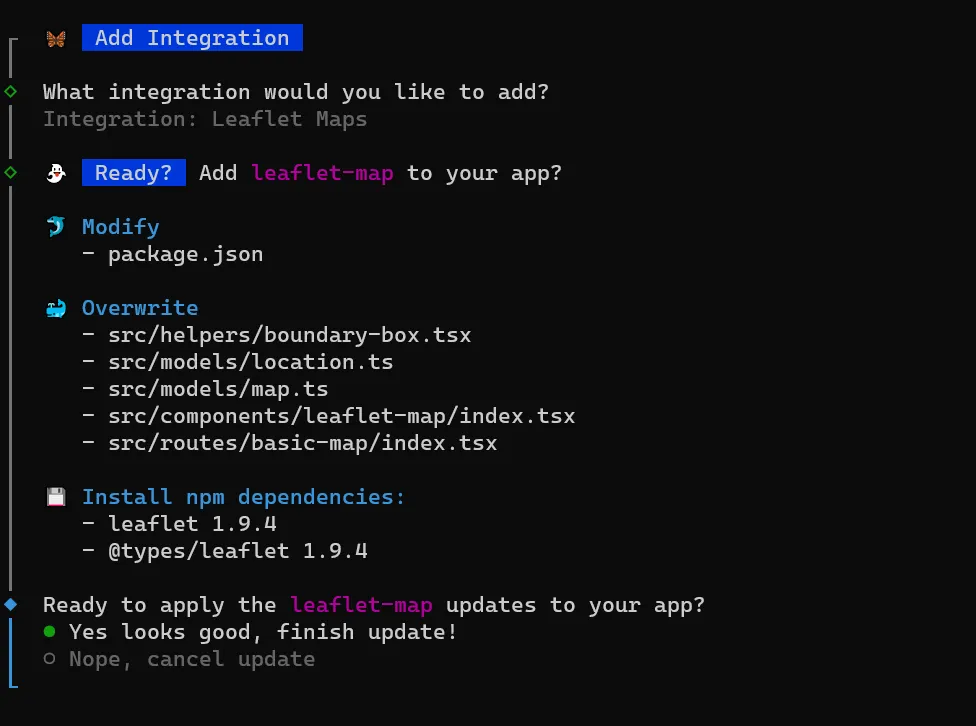 Add Integration
What integration would you like to add?
Integration: Leaflet Maps
Ready? Add leaflet-map to your app?
Modify
- package.json
Overwrite
- src/helpers/boundary-box.tsx
- src/models/location.ts
- src/models/map.ts
- src/components/leaflet-map/index.tsx
- src/routes/basic-map/index.tsx
Install npm dependencies:
- leaflet 1.9.4
- @types/leaflet 1.9.4
Ready to apply the leaflet-map updates to your app?
Yes looks good, finish update!
Nope, cancel update